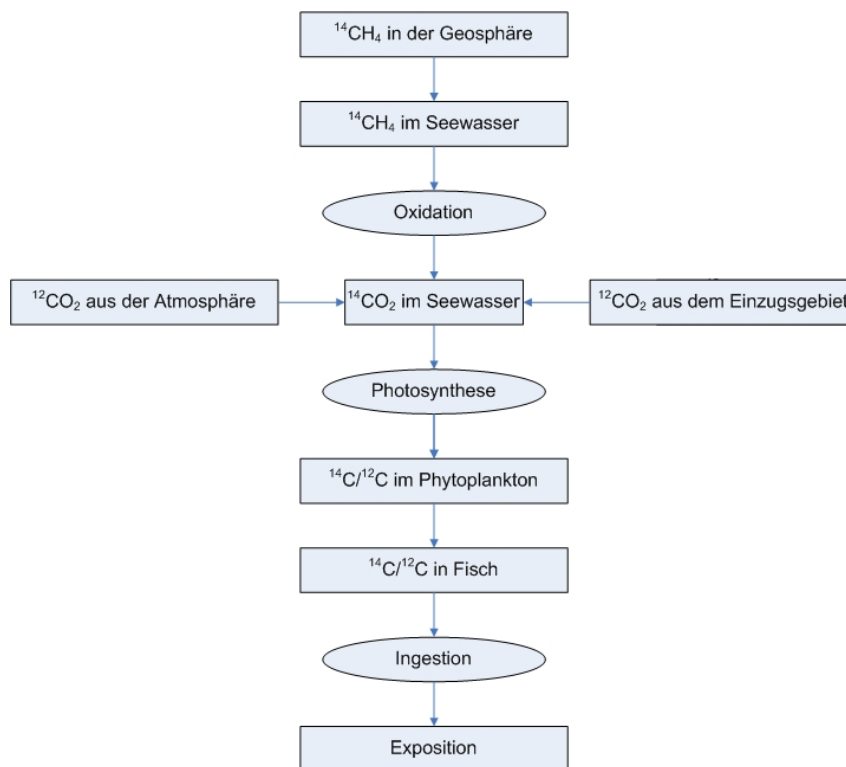 ¹⁴CH₄ in der Geosphäre
¹⁴CH₄ im Seewasser
Oxidation
¹²CO₂ aus der Atmosphäre
¹⁴CO₂ im Seewasser
¹²CO₂ aus dem Einzugsgebiet
Photosynthese
¹⁴C/¹²C im Phytoplankton
¹⁴C/¹²C in Fisch
Ingestion
Exposition